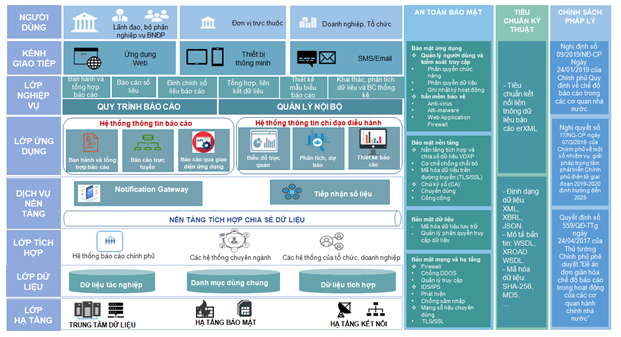 NGƯỜI
DÙNG
Lãnh đạo, bộ phận
nghiệp vụ BNĐP
Đơn vị trực thuộc
Doanh nghiệp, Tổ chức
KÊNH
GIAO TIẾP
Ứng dụng
Web
Thiết bị
thông minh
SMS/Email
LỚP
NGHIỆP
VỤ
Ban hành và
tổng hợp báo cáo
Báo cáo số liệu
Định chính số
liệu báo cáo
Tổng hợp, liên
kết dữ liệu
Thiết kế
mẫu biểu báo cáo
Khai thác, phân tích
dữ liệu và BC thống kê
QUY TRÌNH BÁO CÁO
QUẢN LÝ NỘI BỘ
LỚP
ỨNG DỤNG
Hệ thống thông tin báo cáo
Ban hành và tổng
hợp báo cáo
Báo cáo
trực tuyến
Báo cáo qua giao
diện ứng dụng
Hệ thống thông tin chỉ đạo điều hành
Biểu đồ trực quan
Phân tích, dự
báo
Thiết kế báo cáo
DỊCH VỤ
NỀN
TẢNG
Notification Gateway
Tiếp nhận số liệu
NỀN TẢNG TÍCH HỢP CHIA SẺ DỮ LIỆU
LỚP TÍCH
HỢP
Hệ thống báo cáo chính phủ
Các hệ thống chuyên ngành
Các hệ thống của tổ chức, doanh nghiệp
LỚP DỮ
LIỆU
Dữ liệu tác nghiệp
Danh mục dùng chung
Dữ liệu tích hợp
LỚP
HẠ TẦNG
TRUNG TÂM DỮ LIỆU
HẠ TẦNG BẢO MẬT
HẠ TẦNG KẾT NỐI
AN TOÀN BẢO MẬT
Bảo mật ứng dụng
Quản lý người dùng và
kiểm soát truy cập
Phân quyền chức
năng
Phân quyền dữ liệu
Ghi nhật ký hoạt động
hần mềm bảo vệ
Anti-virus
Anti-malware
Web Application
Firewall
Bảo mật nền tảng
Nền tảng tích hợp và
chia sẻ dữ liệu VDXP
Cơ chế chống chối bỏ
Mã hóa dữ liệu trên
đường truyền (TLS/SSL)
Chữ ký số (CA)
Chuyên dùng
Công cộng
Bảo mật dữ liệu
- Mã hóa dữ liệu lưu trữ
- Quản lý phân quyền truy
cập dữ liệu
Bảo mật mạng và hạ tầng
Firewall
Chống DDOS
Quản lý truy cập
IDS/IPS
Phát hiện
Chống xâm nhập
Mạng số liệu chuyên
dùng
TLS/SSL
TIÊU
CHUẨN KỸ
THUẬT
- Tiêu
chuẩn kết
nối liên
thông dữ
liệu báo
cáo erXML
- Định dạng
dữ liệu:
XML,
XBRL,
JSON.
- Mô tả bản
tin: WSDL,
XROAD
WSDL.
- Mã hóa
dữ liệu:
SHA-256,
MD5.
...
CHÍNH SÁCH
PHÁP LÝ
Nghị định số
09/2019/NĐ-CP
Ngày
24/01/2019 của
Chính phủ Quy
định về chế độ
báo cáo trong
các cơ quan
nhà nước
Nghị quyết số
17/NQ-CP ngày
07/3/2019 của
Chính phủ về một
số nhiệm vụ, giải
pháp trọng tâm
phát triển Chính
phủ điện tử giai
đoạn 2019-2020
định hướng đến
2025
Quyết định số
559/QĐ-TTg
ngày
24/04/2017 của
Thủ tướng
Chính phủ phê
duyệt "Đề án
đơn giản hóa
chế độ báo cáo
trong hoạt động
của các cơ
quan hành
chính nhà
nước"